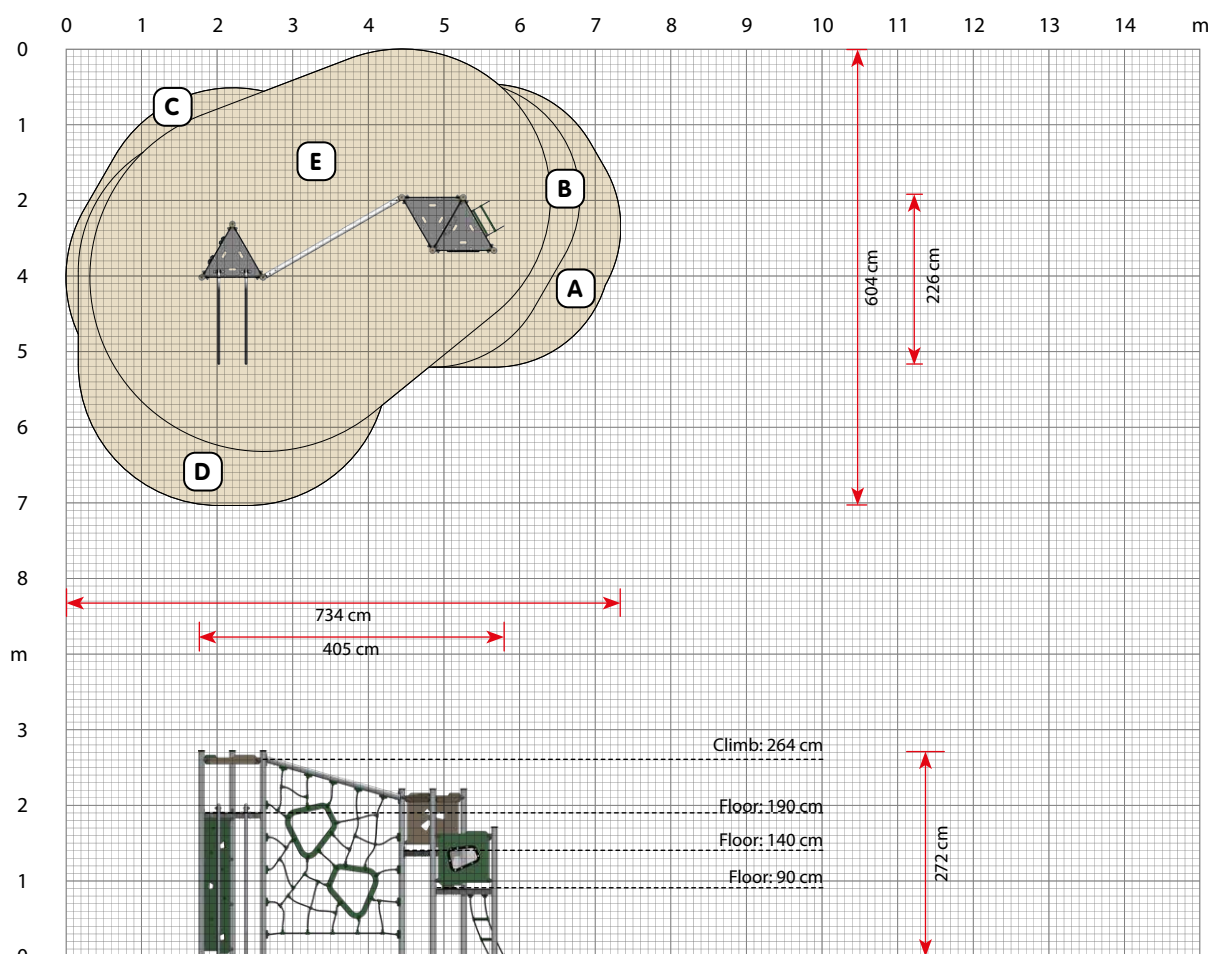 0 1 2 3 4 5 6 7 8 9 10 11 12 13 14 m
0
C
1
E
B
2
A
4
3
604 cm
226 cm
5
6
D
7
8
734 cm
405 cm
m
3
Climb: 264 cm
2
Floor: 190 cm
Floor: 140 cm
272 cm
1
Floor: 90 cm
0